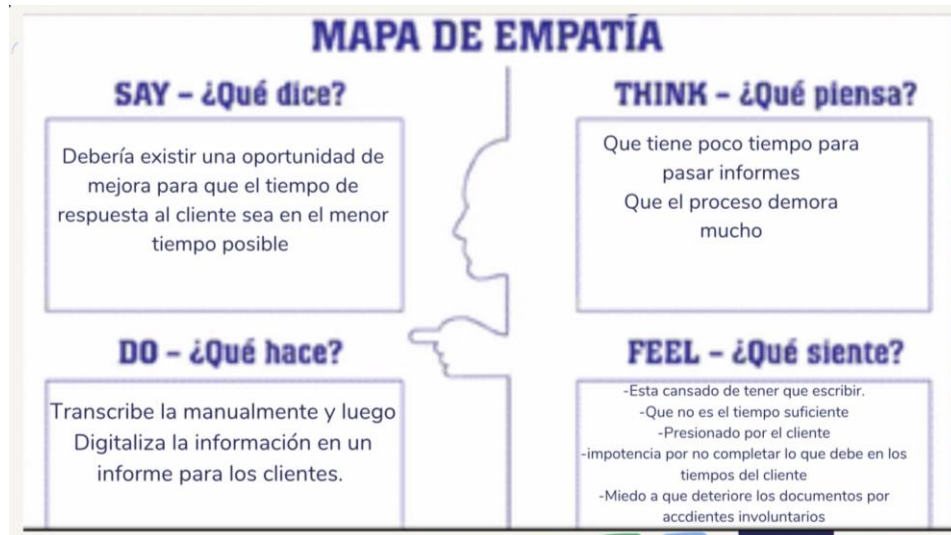 MAPA DE EMPATÍA
SAY – ¿Qué dice?
Debería existir una oportunidad de
mejora para que el tiempo de
respuesta al cliente sea en el menor
tiempo posible
THINK – ¿Qué piensa?
Que tiene poco tiempo para
pasar informes
Que el proceso demora
mucho
DO – ¿Qué hace?
Transcribe la manualmente y luego
Digitaliza la información en un
informe para los clientes.
FEEL – ¿Qué siente?
-Esta cansado de tener que escribir.
-Que no es el tiempo suficiente
-Presionado por el cliente
-impotencia por no completar lo que debe en los
tiempos del cliente
-Miedo a que deteriore los documentos por
accdientes involuntarios